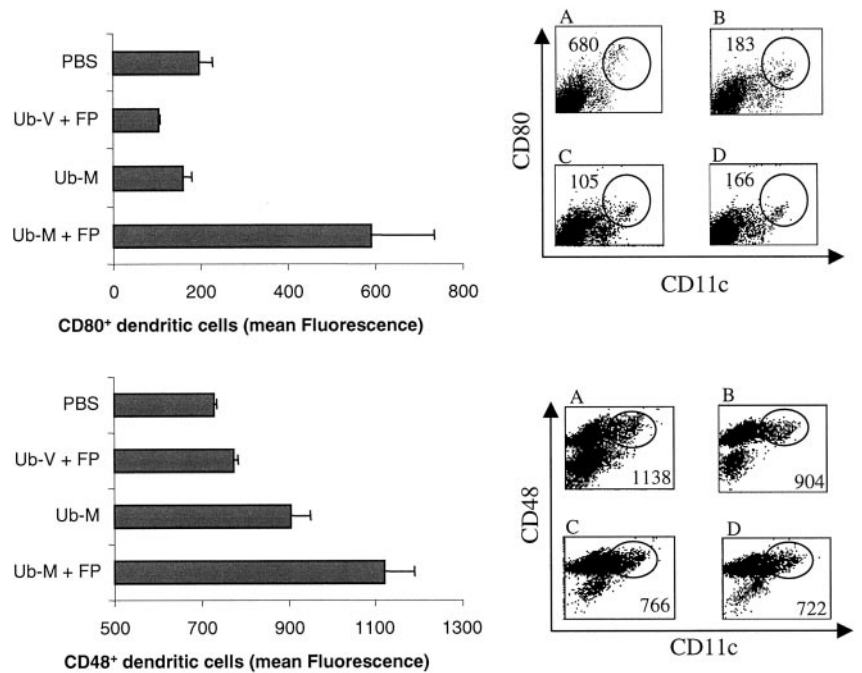 PBS
Ub-V + FP
Ub-M
Ub-M + FP
0 200 400 600 800
CD80⁺ dendritic cells (mean Fluorescence)
A B
680 183
C D
105 166
CD80
CD11c
PBS
Ub-V + FP
Ub-M
Ub-M + FP
500 700 900 1100 1300
CD48⁺ dendritic cells (mean Fluorescence)
A B
1138 904
C D
766 722
CD48
CD11c